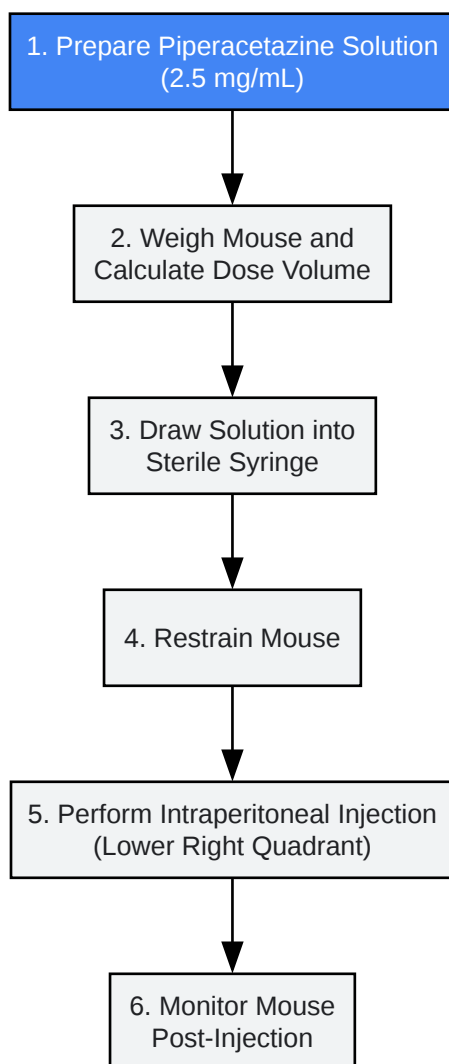 1. Prepare Piperacetazine Solution
(2.5 mg/mL)
2. Weigh Mouse and
Calculate Dose Volume
3. Draw Solution into
Sterile Syringe
4. Restrain Mouse
5. Perform Intraperitoneal Injection
(Lower Right Quadrant)
6. Monitor Mouse
Post-Injection